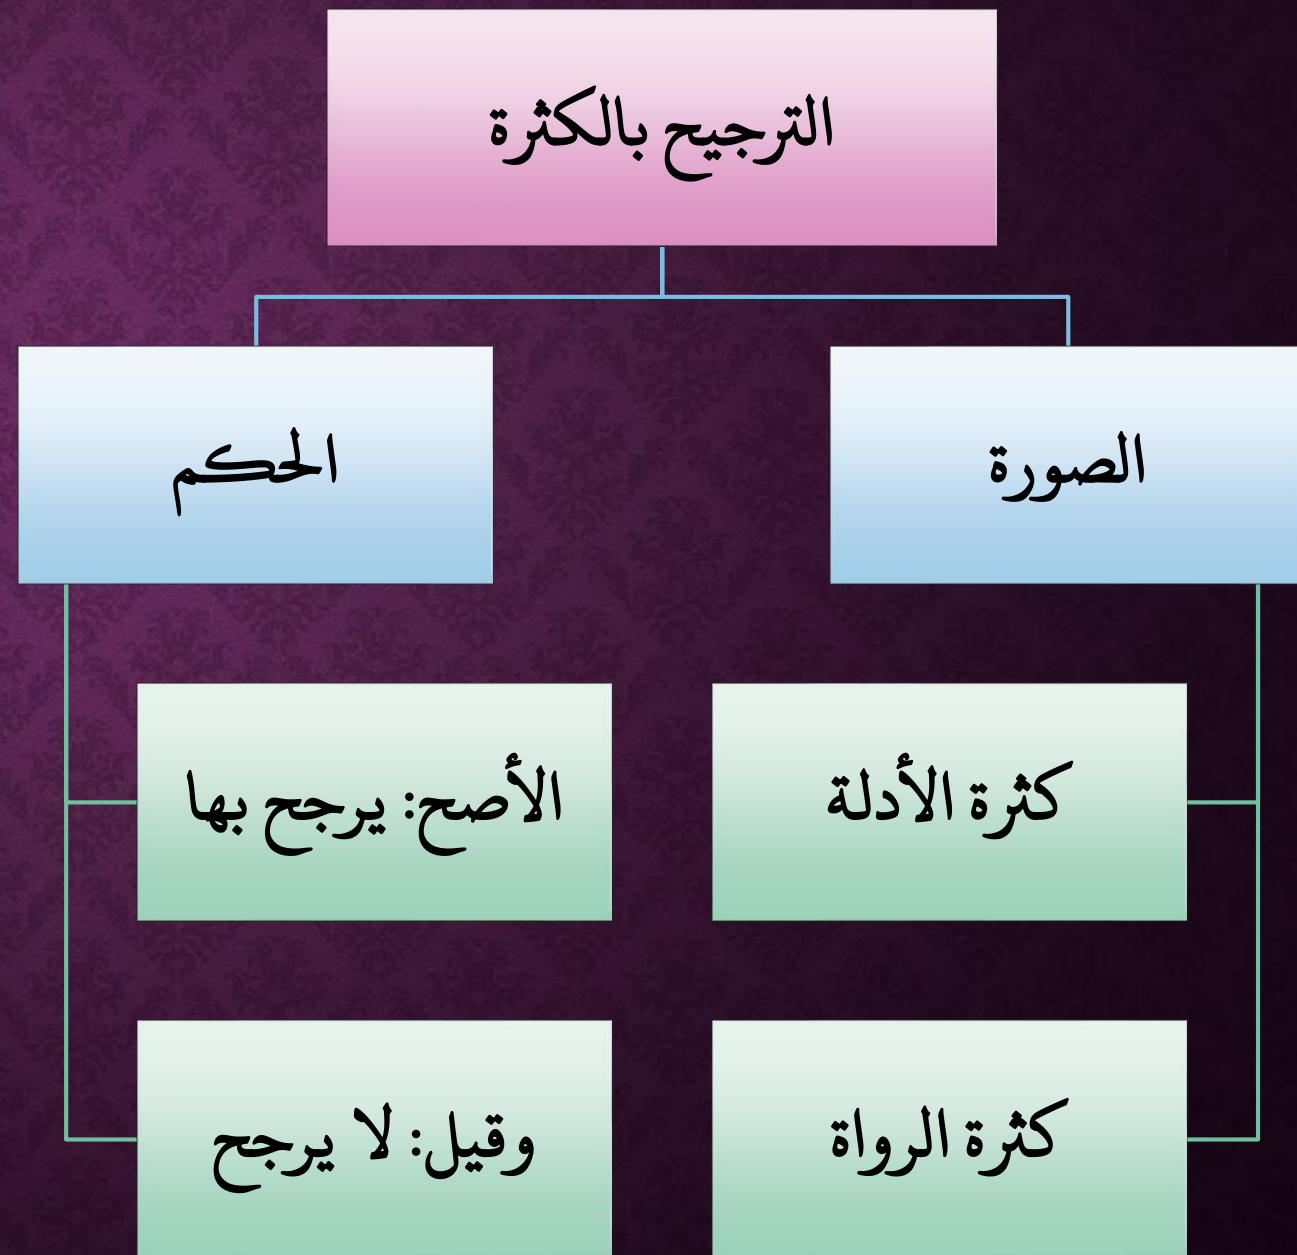 الترجيح بالكثرة
الصورة
الحكم
كثرة الأدلة
الأصح: يرجح بها
كثرة الرواة
وقيل: لا يرجح